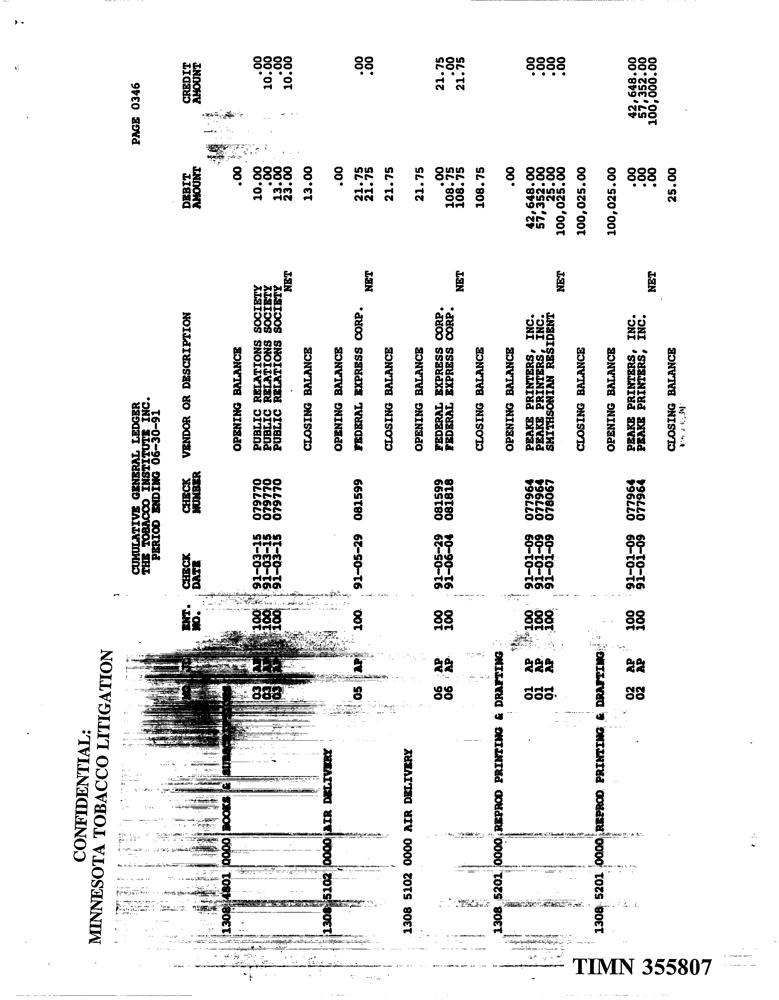 CONFIDENTIAL:
MINNESOTA TOBACCO LITIGATION
CUMULATIVE GENERAL LEDGER
THE TOBACCO INSTITUTE INC.
PERIOD ENDING 06-30-91
PAGE 0346
ENT. CHECK CHECK VENDOR OR DESCRIPTION DEBIT CREDIT
NO. DATE NUMBER AMOUNT AMOUNT
1308 4801 0000 BOOKS & SUBSCRIPTIONS
OPENING BALANCE .00
03 AP 100 91-03-15 079770 PUBLIC RELATIONS SOCIETY 10.00 .00
03 AP 100 91-03-15 079770 PUBLIC RELATIONS SOCIETY .00 10.00
03 AP 100 91-03-15 079770 PUBLIC RELATIONS SOCIETY 13.00 .00
NET 23.00 10.00
CLOSING BALANCE 13.00
1308 5102 0000 AIR DELIVERY
OPENING BALANCE .00
05 AP 100 91-05-29 081599 FEDERAL EXPRESS CORP. 21.75 .00
NET 21.75 .00
CLOSING BALANCE 21.75
1308 5102 0000 AIR DELIVERY
OPENING BALANCE 21.75
06 AP 100 91-05-29 081599 FEDERAL EXPRESS CORP. .00 21.75
06 AP 100 91-06-04 081818 FEDERAL EXPRESS CORP. 108.75 .00
NET 108.75 21.75
CLOSING BALANCE 108.75
1308 5201 0000 REPROD PRINTING & DRAFTING
OPENING BALANCE .00
01 AP 100 91-01-09 077964 PEAKE PRINTERS, INC. 42,648.00 .00
01 AP 100 91-01-09 077964 PEAKE PRINTERS, INC. 57,352.00 .00
01 AP 100 91-01-09 078067 SMITHSONIAN RESIDENT 25.00 .00
NET 100,025.00 .00
CLOSING BALANCE 100,025.00
1308 5201 0000 REPROD PRINTING & DRAFTING
OPENING BALANCE 100,025.00
02 AP 100 91-01-09 077964 PEAKE PRINTERS, INC. .00 42,648.00
02 AP 100 91-01-09 077964 PEAKE PRINTERS, INC. .00 57,352.00
NET .00 100,000.00
CLOSING BALANCE 25.00
TIMN 355807